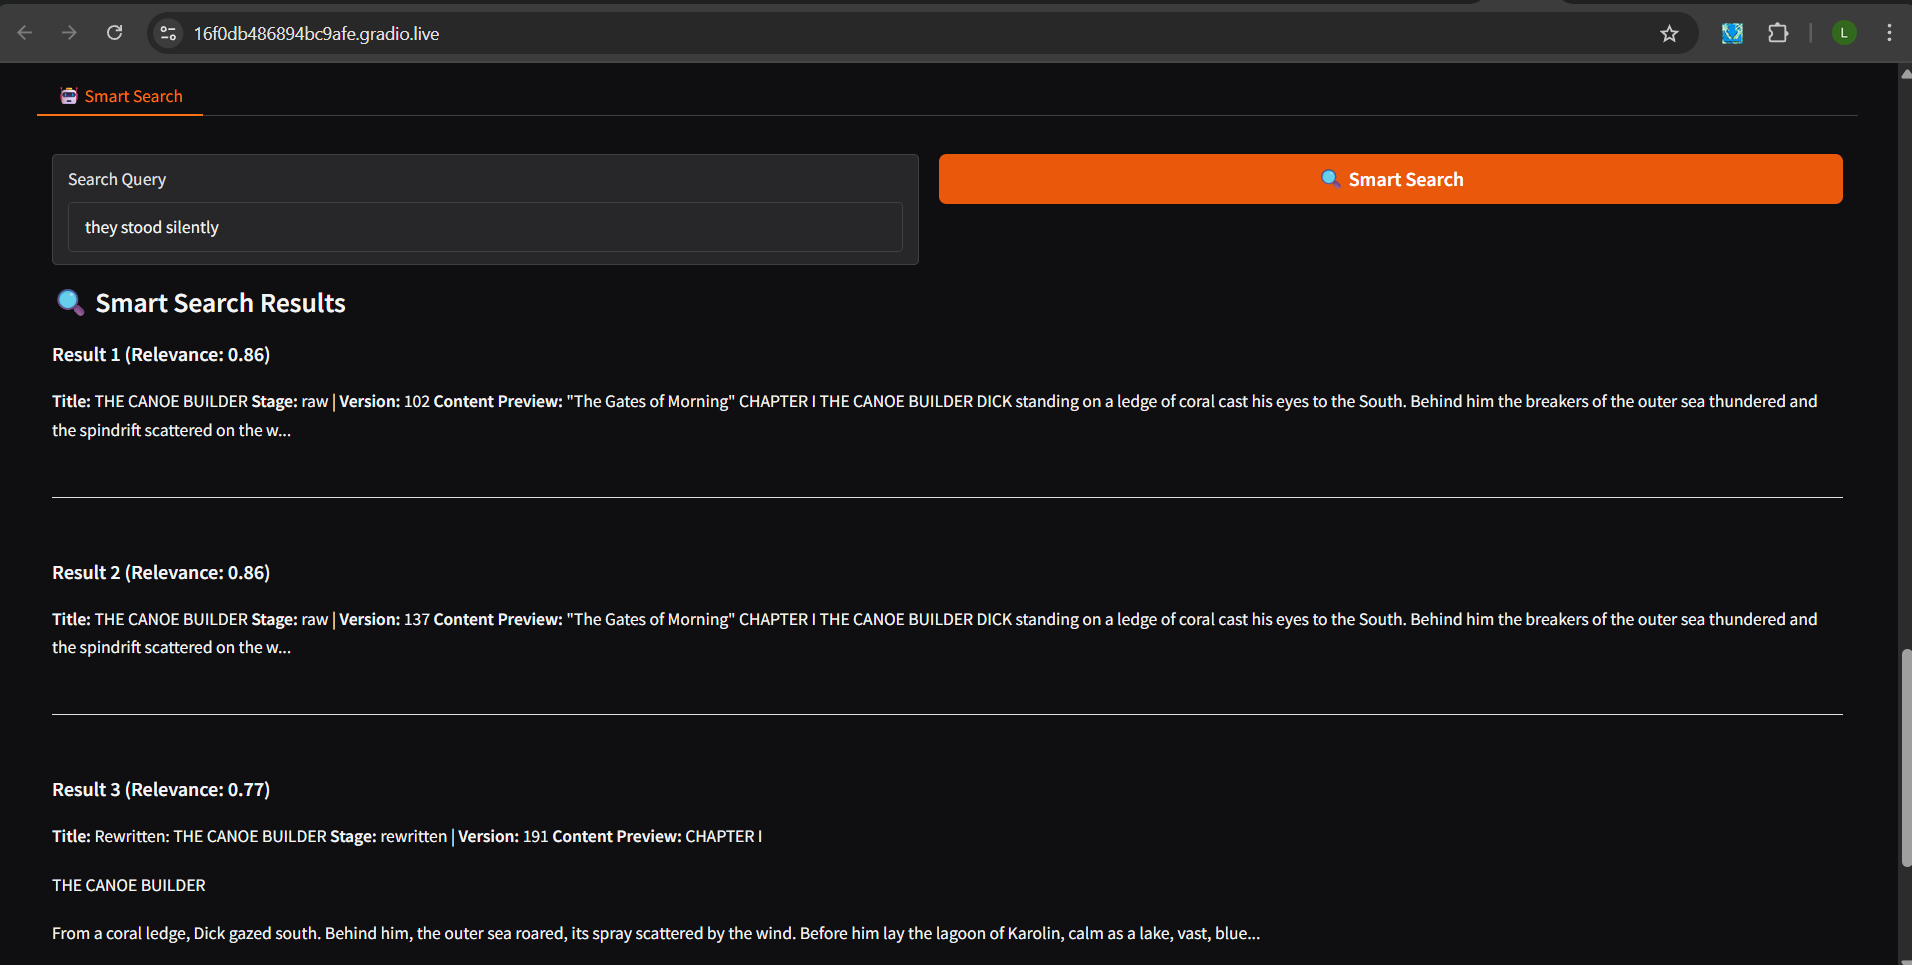 16f0db486894bc9afe.gradio.live
L
Smart Search
Search Query
they stood silently
Smart Search
Smart Search Results
Result 1 (Relevance: 0.86)
Title: THE CANOE BUILDER Stage: raw | Version: 102 Content Preview: "The Gates of Morning" CHAPTER I THE CANOE BUILDER DICK standing on a ledge of coral cast his eyes to the South. Behind him the breakers of the outer sea thundered and
the spindrift scattered on the w...
Result 2 (Relevance: 0.86)
Title: THE CANOE BUILDER Stage: raw | Version: 137 Content Preview: "The Gates of Morning" CHAPTER I THE CANOE BUILDER DICK standing on a ledge of coral cast his eyes to the South. Behind him the breakers of the outer sea thundered and
the spindrift scattered on the w...
Result 3 (Relevance: 0.77)
Title: Rewritten: THE CANOE BUILDER Stage: rewritten | Version: 191 Content Preview: CHAPTER I
THE CANOE BUILDER
From a coral ledge, Dick gazed south. Behind him, the outer sea roared, its spray scattered by the wind. Before him lay the lagoon of Karolin, calm as a lake, vast, blue...